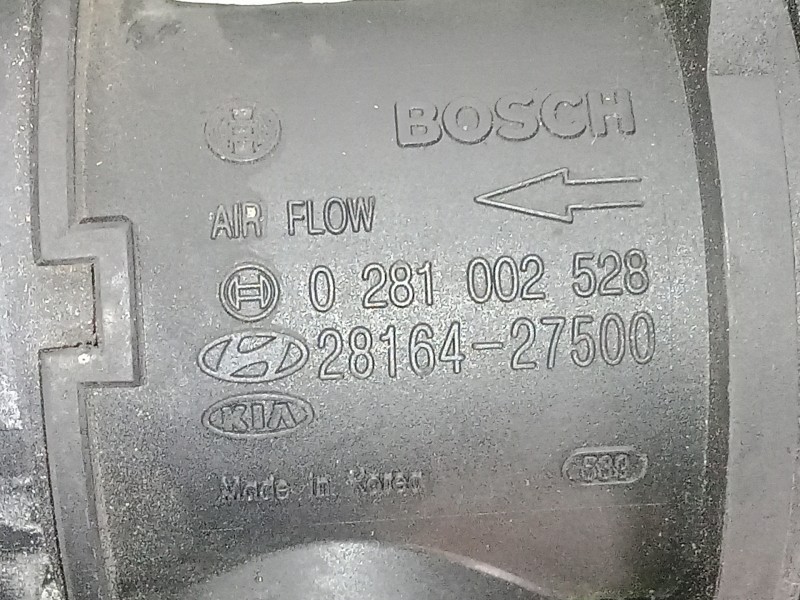 BOSCH
AIR FLOW
0 281 002 528
28164-27500
KIA
Made in Korea